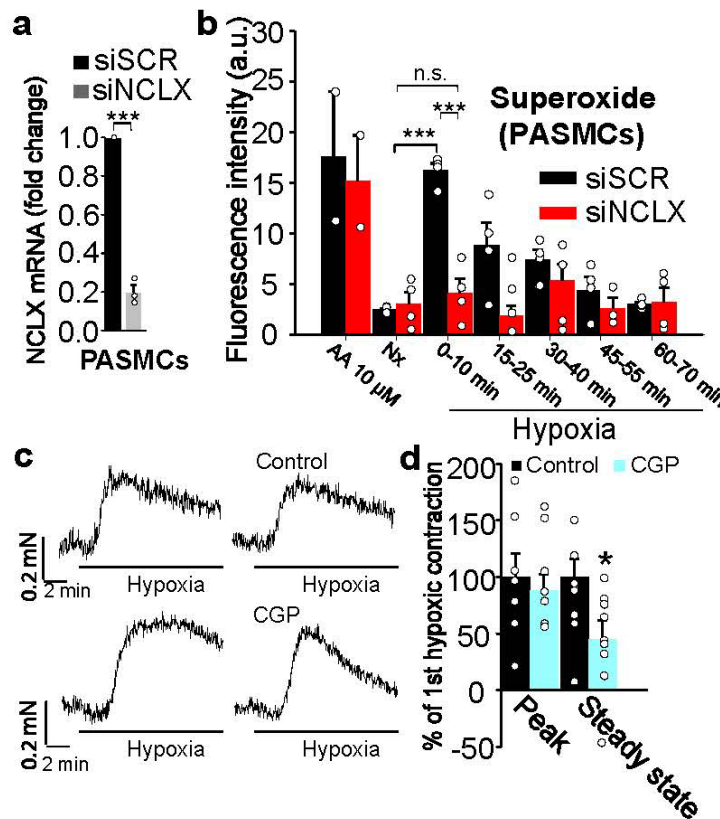 a
siSCR
siNCLX
***
NCLX mRNA (fold change)
1.0
0.8
0.6
0.4
0.2
0.0
PASMCs
b
Fluorescence intensity (a.u.)
30
25
20
15
10
5
0
n.s.
***
***
Superoxide
(PASMCs)
siSCR
siNCLX
AA 10 µM
Nx
0-10 min
15-25 min
30-40 min
45-55 min
60-70 min
Hypoxia
c
Control
0.2 mN
2 min
Hypoxia
Hypoxia
CGP
0.2 mN
2 min
Hypoxia
Hypoxia
d
Control
CGP
% of 1st hypoxic contraction
200
150
100
50
0
-50
*
Peak
Steady state